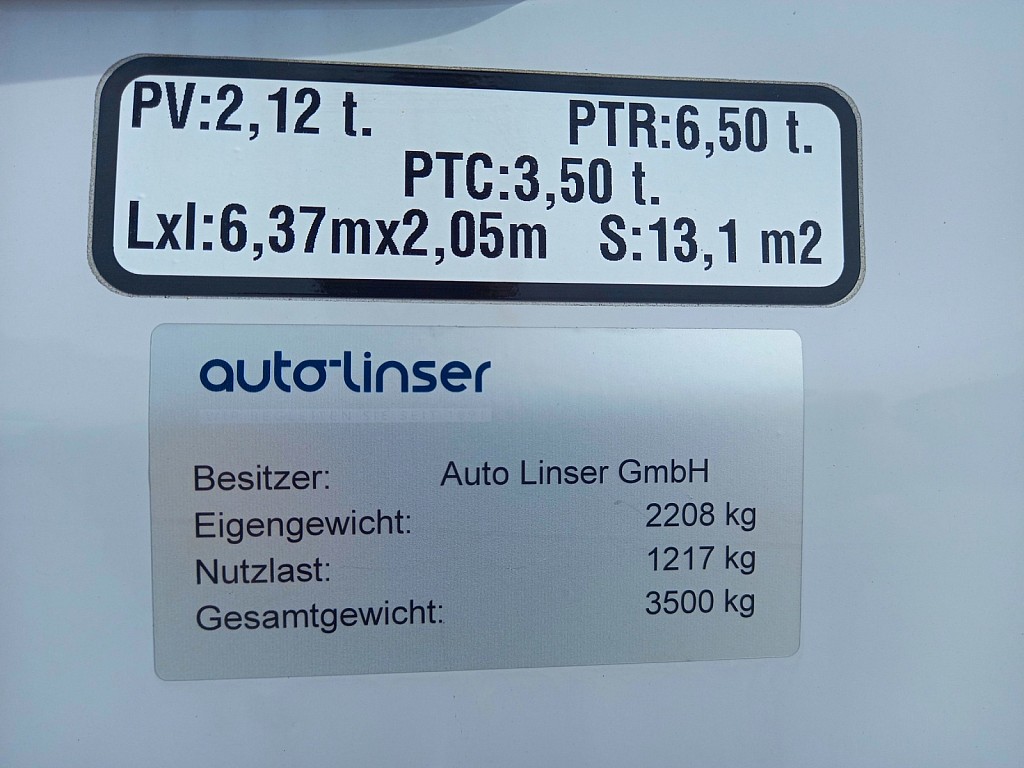 PV:2,12 t. PTR:6,50 t.
PTC:3,50 t.
Lxl:6,37mx2,05m S:13,1 m2
auto-linser
Besitzer: Auto Linser GmbH
Eigengewicht: 2208 kg
Nutzlast: 1217 kg
Gesamtgewicht: 3500 kg